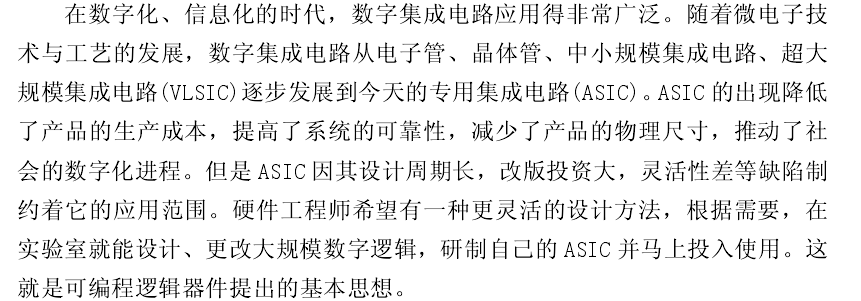 在数字化、信息化的时代，数字集成电路应用得非常广泛。随着微电子技
术与工艺的发展，数字集成电路从电子管、晶体管、中小规模集成电路、超大
规模集成电路(VLSIC)逐步发展到今天的专用集成电路(ASIC)。ASIC 的出现降低
了产品的生产成本，提高了系统的可靠性，减少了产品的物理尺寸，推动了社
会的数字化进程。但是 ASIC 因其设计周期长，改版投资大，灵活性差等缺陷制
约着它的应用范围。硬件工程师希望有一种更灵活的设计方法，根据需要，在
实验室就能设计、更改大规模数字逻辑，研制自己的 ASIC 并马上投入使用。这
就是可编程逻辑器件提出的基本思想。